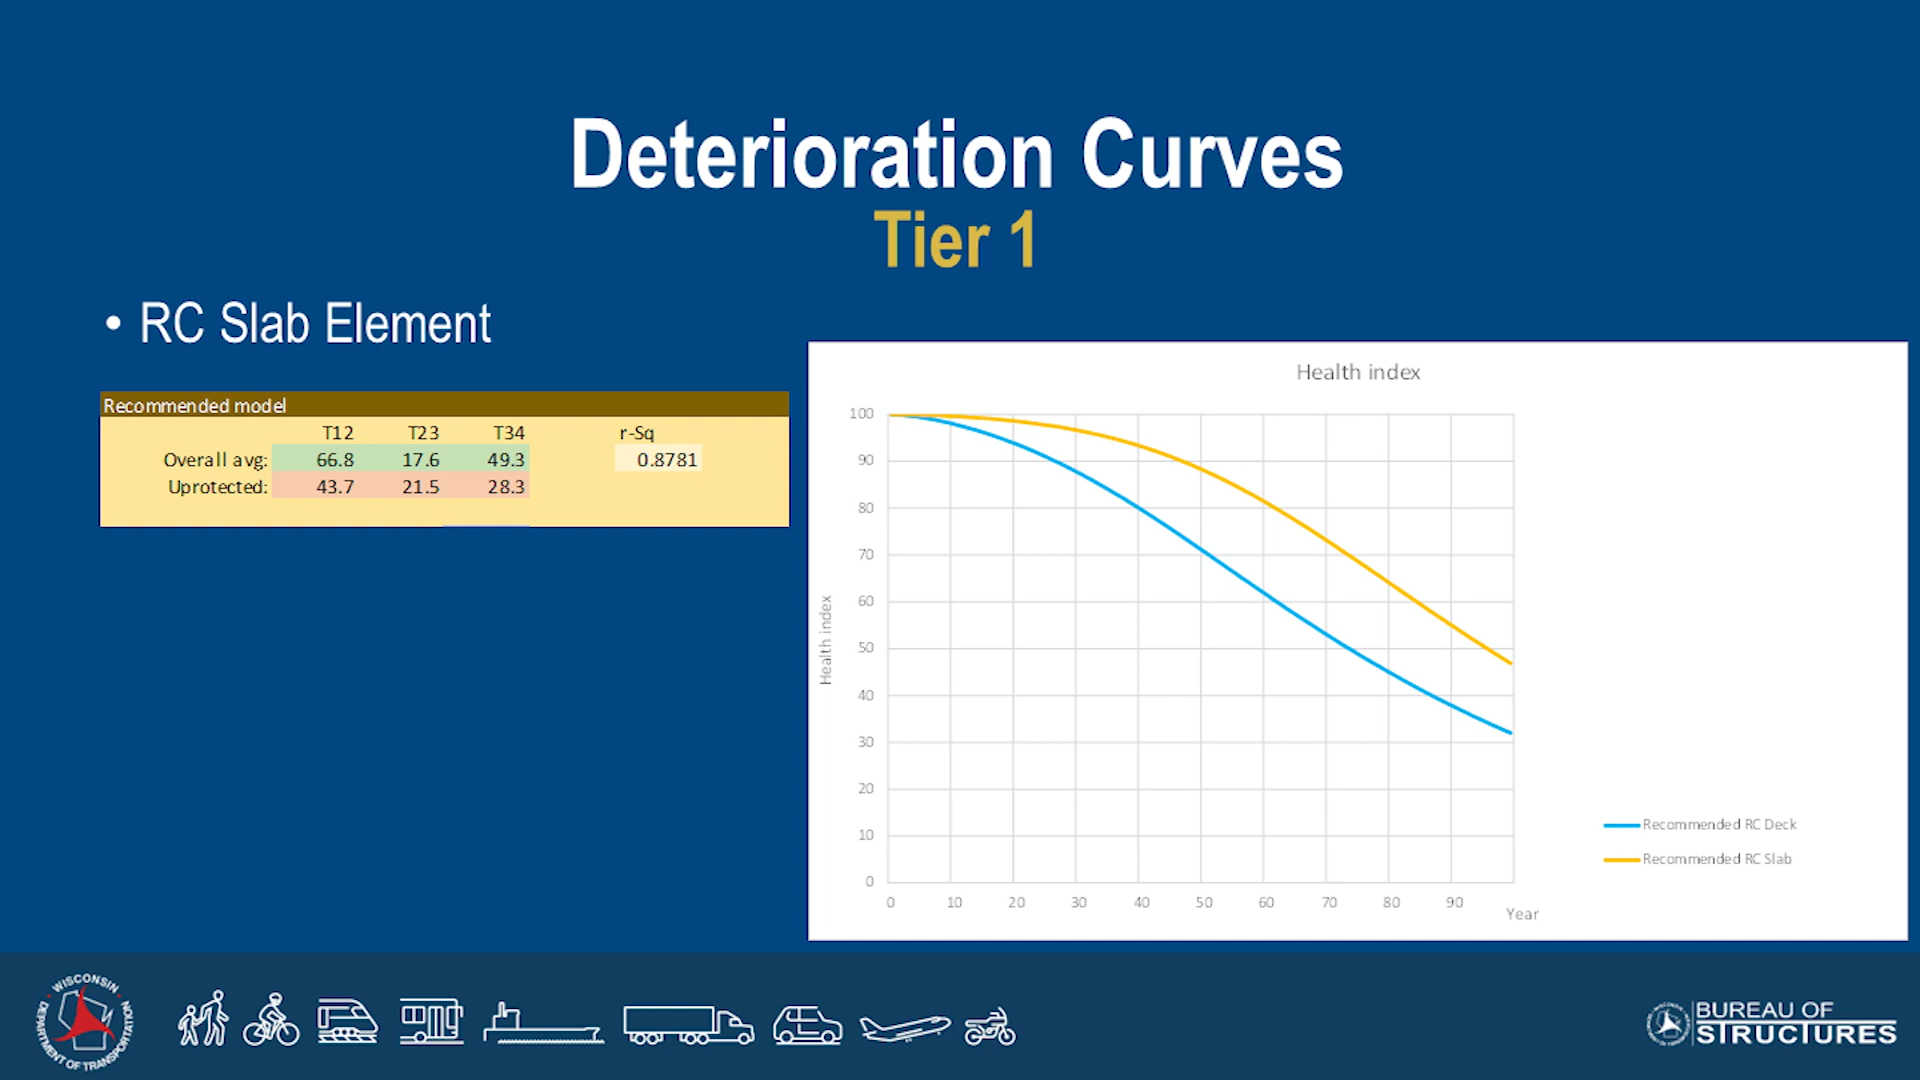 Deterioration Curves
Tier 1
• RC Slab Element
Recommended model
T12 T23 T34 r-Sq
Overall avg: 66.8 17.6 49.3 0.8781
Uprotected: 43.7 21.5 28.3
Health index
100
90
80
70
60
50
40
30
20
10
0
Health index
0 10 20 30 40 50 60 70 80 90
Year
Recommended RC Deck
Recommended RC Slab
WISCONSIN
DEPARTMENT OF TRANSPORTATION
BUREAU OF
STRUCTURES